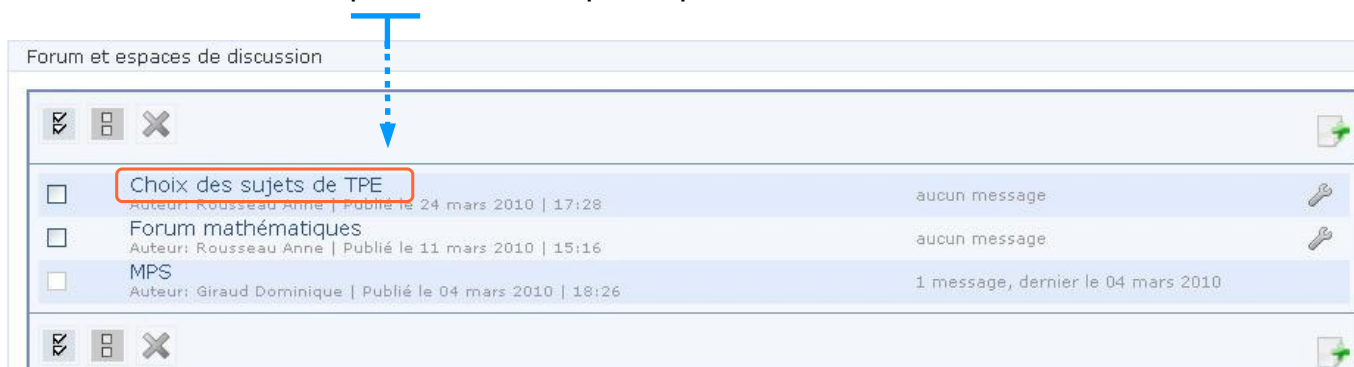 Forum et espaces de discussion
Choix des sujets de TPE
Auteur: Rousseau Anne | Publié le 24 mars 2010 | 17:28
aucun message
Forum mathématiques
Auteur: Rousseau Anne | Publié le 11 mars 2010 | 15:16
aucun message
MPS
Auteur: Giraud Dominique | Publié le 04 mars 2010 | 18:26
1 message, dernier le 04 mars 2010